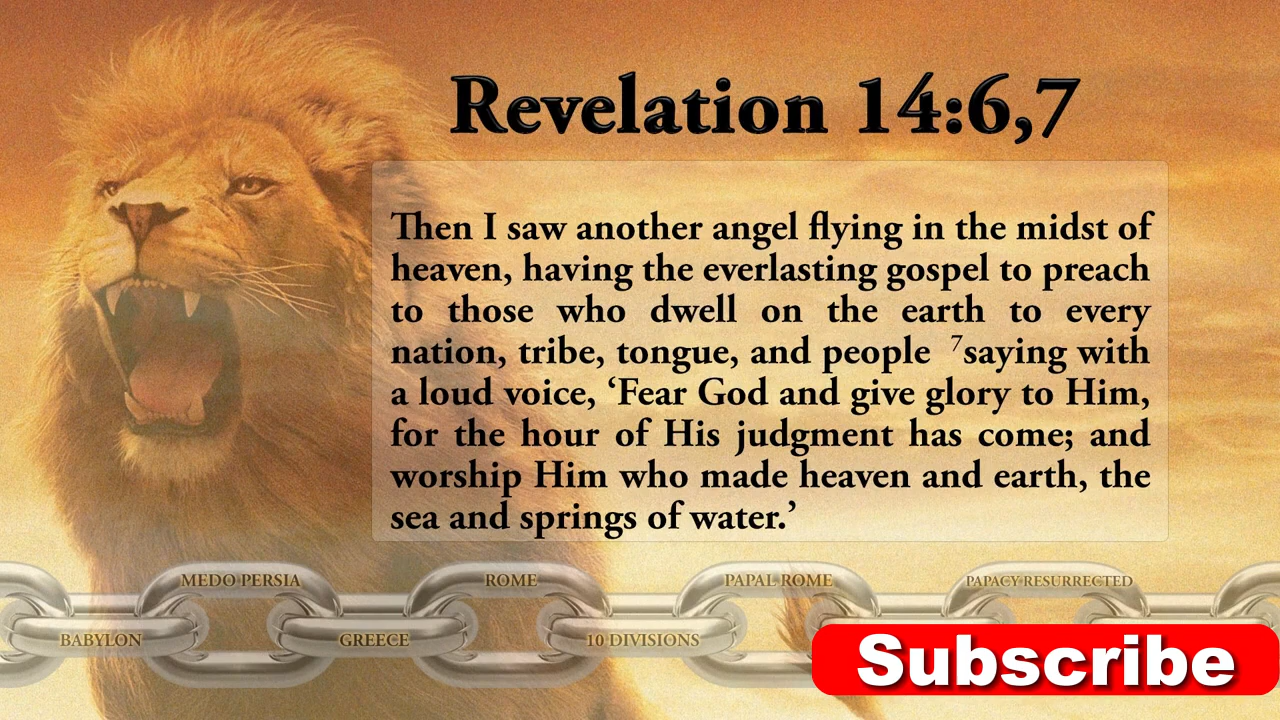 Revelation 14:6,7
Then I saw another angel flying in the midst of
heaven, having the everlasting gospel to preach
to those who dwell on the earth to every
nation, tribe, tongue, and people ⁷saying with
a loud voice, ‘Fear God and give glory to Him,
for the hour of His judgment has come; and
worship Him who made heaven and earth, the
sea and springs of water.’
MEDO PERSIA ROME PAPAL ROME PAPACY RESURRECTED
BABYLON GREECE 10 DIVISIONS
Subscribe